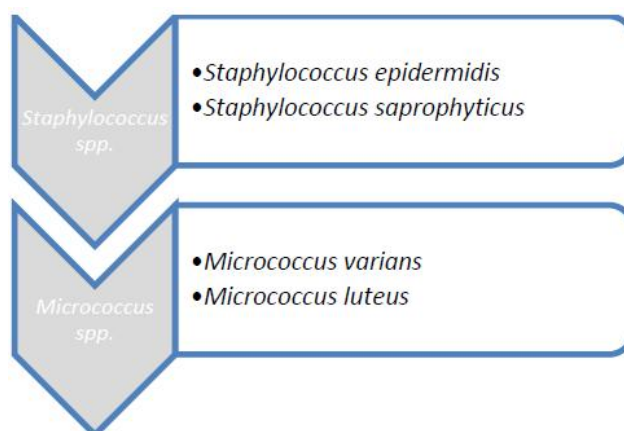 Staphylococcus
spp.
•Staphylococcus epidermidis
•Staphylococcus saprophyticus
Micrococcus
spp.
•Micrococcus varians
•Micrococcus luteus